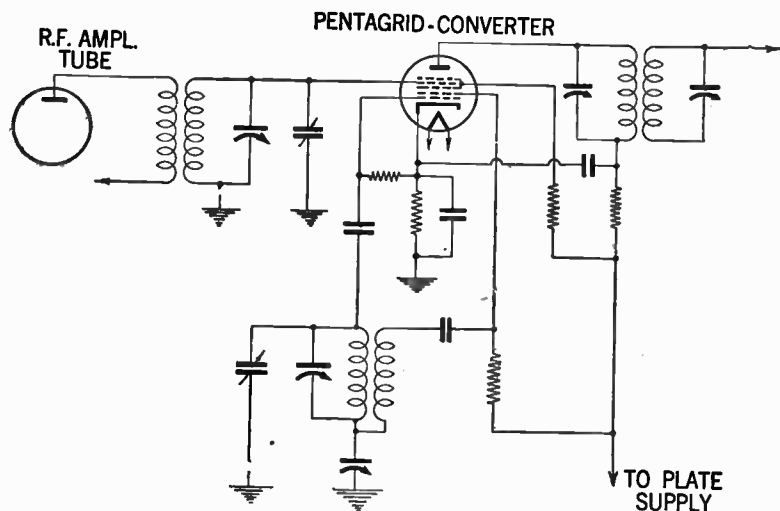 PENTAGRID-CONVERTER
R.F. AMPL.
TUBE
TO PLATE
SUPPLY